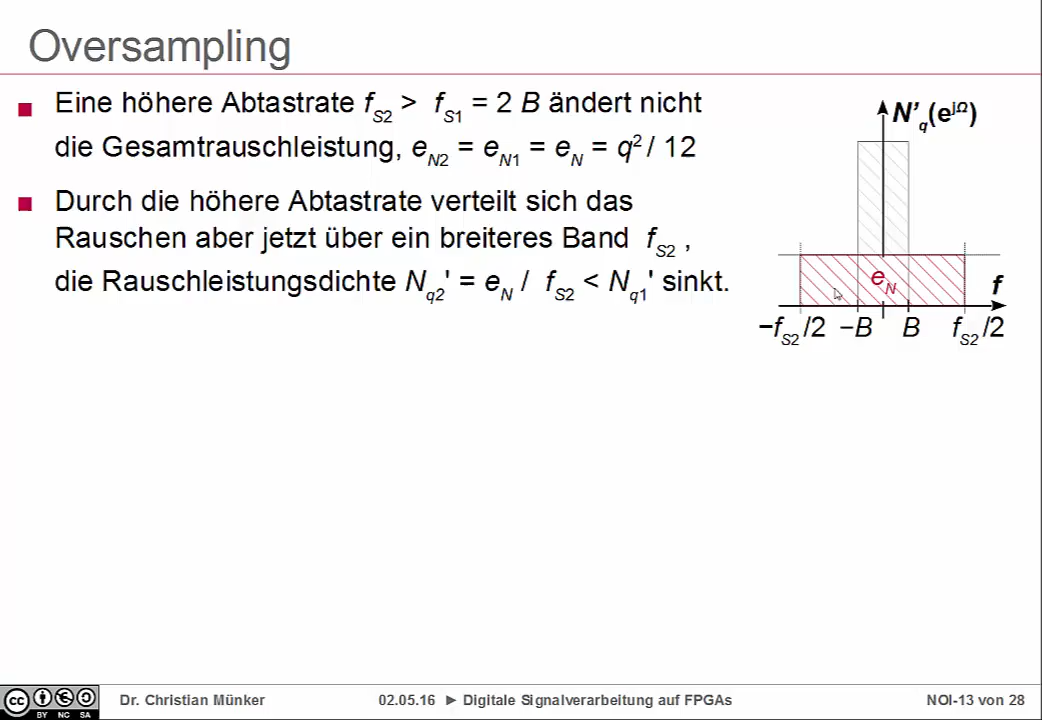 Oversampling
Eine höhere Abtastrate fS2 > fS1 = 2 B ändert nicht
die Gesamtrauschleistung, eN2 = eN1 = eN = q² / 12
Durch die höhere Abtastrate verteilt sich das
Rauschen aber jetzt über ein breiteres Band fS2 ,
die Rauschleistungsdichte Nq2' = eN / fS2 < Nq1' sinkt.
N'q(e^jΩ)
eN
f
−fS2/2 −B B fS2/2
cc BY NC SA
Dr. Christian Münker
02.05.16 ► Digitale Signalverarbeitung auf FPGAs
NOI-13 von 28